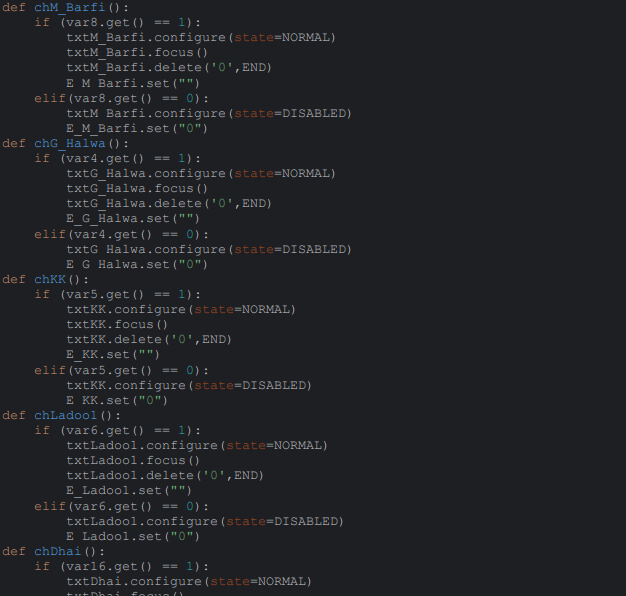 def chM_Barfi():
    if (var8.get() == 1):
        txtM_Barfi.configure(state=NORMAL)
        txtM_Barfi.focus()
        txtM_Barfi.delete('0',END)
        E_M_Barfi.set("")
    elif(var8.get() == 0):
        txtM_Barfi.configure(state=DISABLED)
        E_M_Barfi.set("0")
def chG_Halwa():
    if (var4.get() == 1):
        txtG_Halwa.configure(state=NORMAL)
        txtG_Halwa.focus()
        txtG_Halwa.delete('0',END)
        E_G_Halwa.set("")
    elif(var4.get() == 0):
        txtG_Halwa.configure(state=DISABLED)
        E_G_Halwa.set("0")
def chKK():
    if (var5.get() == 1):
        txtKK.configure(state=NORMAL)
        txtKK.focus()
        txtKK.delete('0',END)
        E_KK.set("")
    elif(var5.get() == 0):
        txtKK.configure(state=DISABLED)
        E_KK.set("0")
def chLadool():
    if (var6.get() == 1):
        txtLadool.configure(state=NORMAL)
        txtLadool.focus()
        txtLadool.delete('0',END)
        E_Ladool.set("")
    elif(var6.get() == 0):
        txtLadool.configure(state=DISABLED)
        E_Ladool.set("0")
def chDhai():
    if (var16.get() == 1):
        txtDhai.configure(state=NORMAL)
        txtDhai.focus()